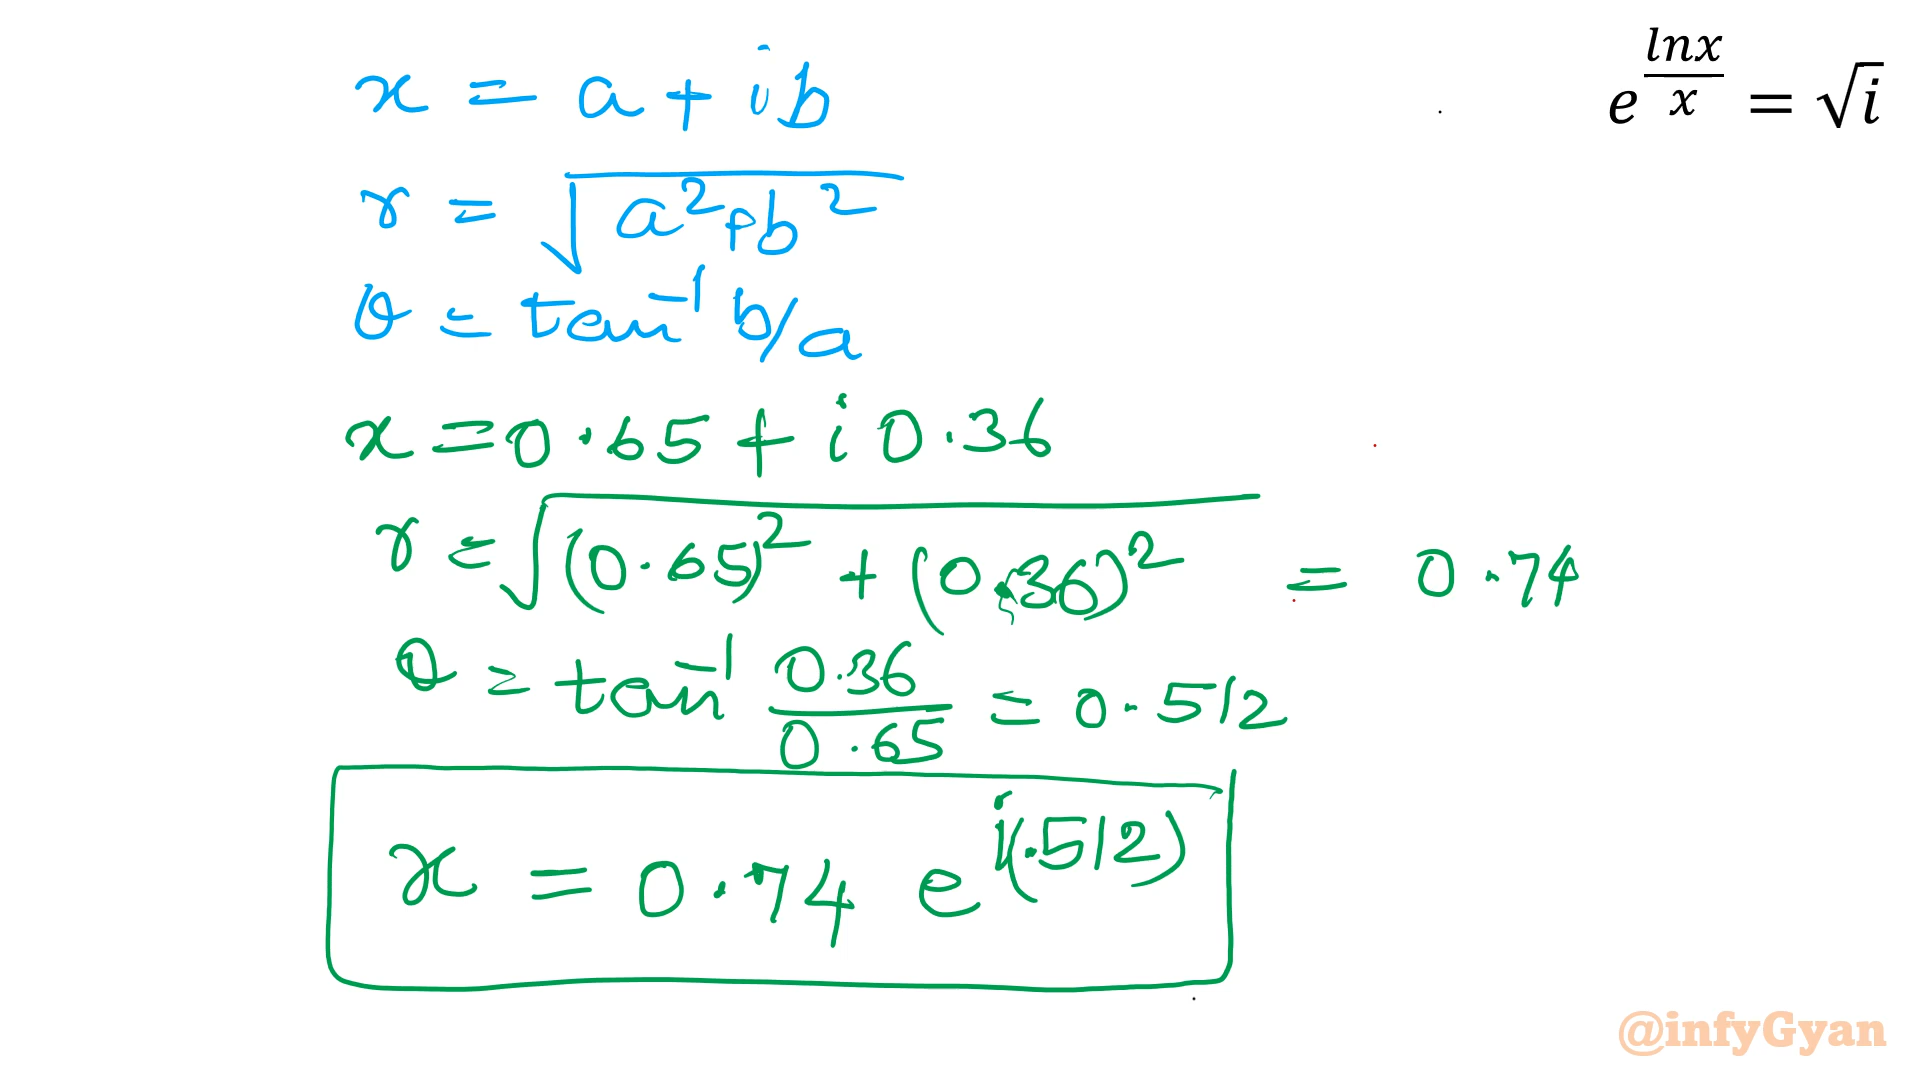 x = a + ib
e^(lnx/x) = √i
r = √(a² + b²)
θ = tan⁻¹ b/a
x = 0.65 + i 0.36
r = √((0.65)² + (0.36)²) = 0.74
θ = tan⁻¹ 0.36/0.65 = 0.512
x = 0.74 e^(i(.512))
@infyGyan